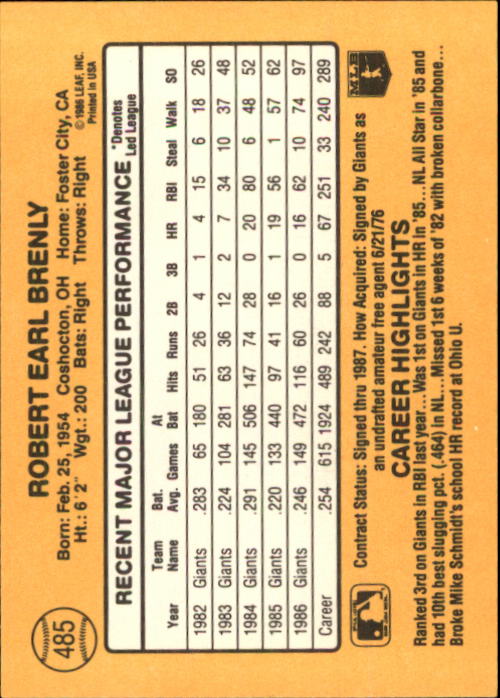 485
ROBERT EARL BRENLY
Born: Feb. 25, 1954 Coshocton, OH Home: Foster City, CA
Ht.: 6'2" Wgt.: 200 Bats: Right Throws: Right
© 1986 LEAF, INC.
Printed in USA
RECENT MAJOR LEAGUE PERFORMANCE
*Denotes
Led League
Year Team Name Bat. Avg. Games At Bat Hits Runs 2B 3B HR RBI Steal Walk SO
1982 Giants .283 65 180 51 26 4 1 4 15 6 18 26
1983 Giants .224 104 281 63 36 12 2 7 34 10 37 48
1984 Giants .291 145 506 147 74 28 0 20 80 6 48 52
1985 Giants .220 133 440 97 41 16 1 19 56 1 57 62
1986 Giants .246 149 472 116 60 26 0 16 62 10 74 97
Career .254 615 1924 489 242 88 5 67 251 33 240 289
MLB
Contract Status: Signed thru 1987. How Acquired: Signed by Giants as
an undrafted amateur free agent 6/21/76
CAREER HIGHLIGHTS
Ranked 3rd on Giants in RBI last year...Was 1st on Giants in HR in '85...NL All Star in '85 and
had 10th best slugging pct. (.464) in NL...Missed 1st 6 weeks of '82 with broken collarbone...
Broke Mike Schmidt's school HR record at Ohio U.